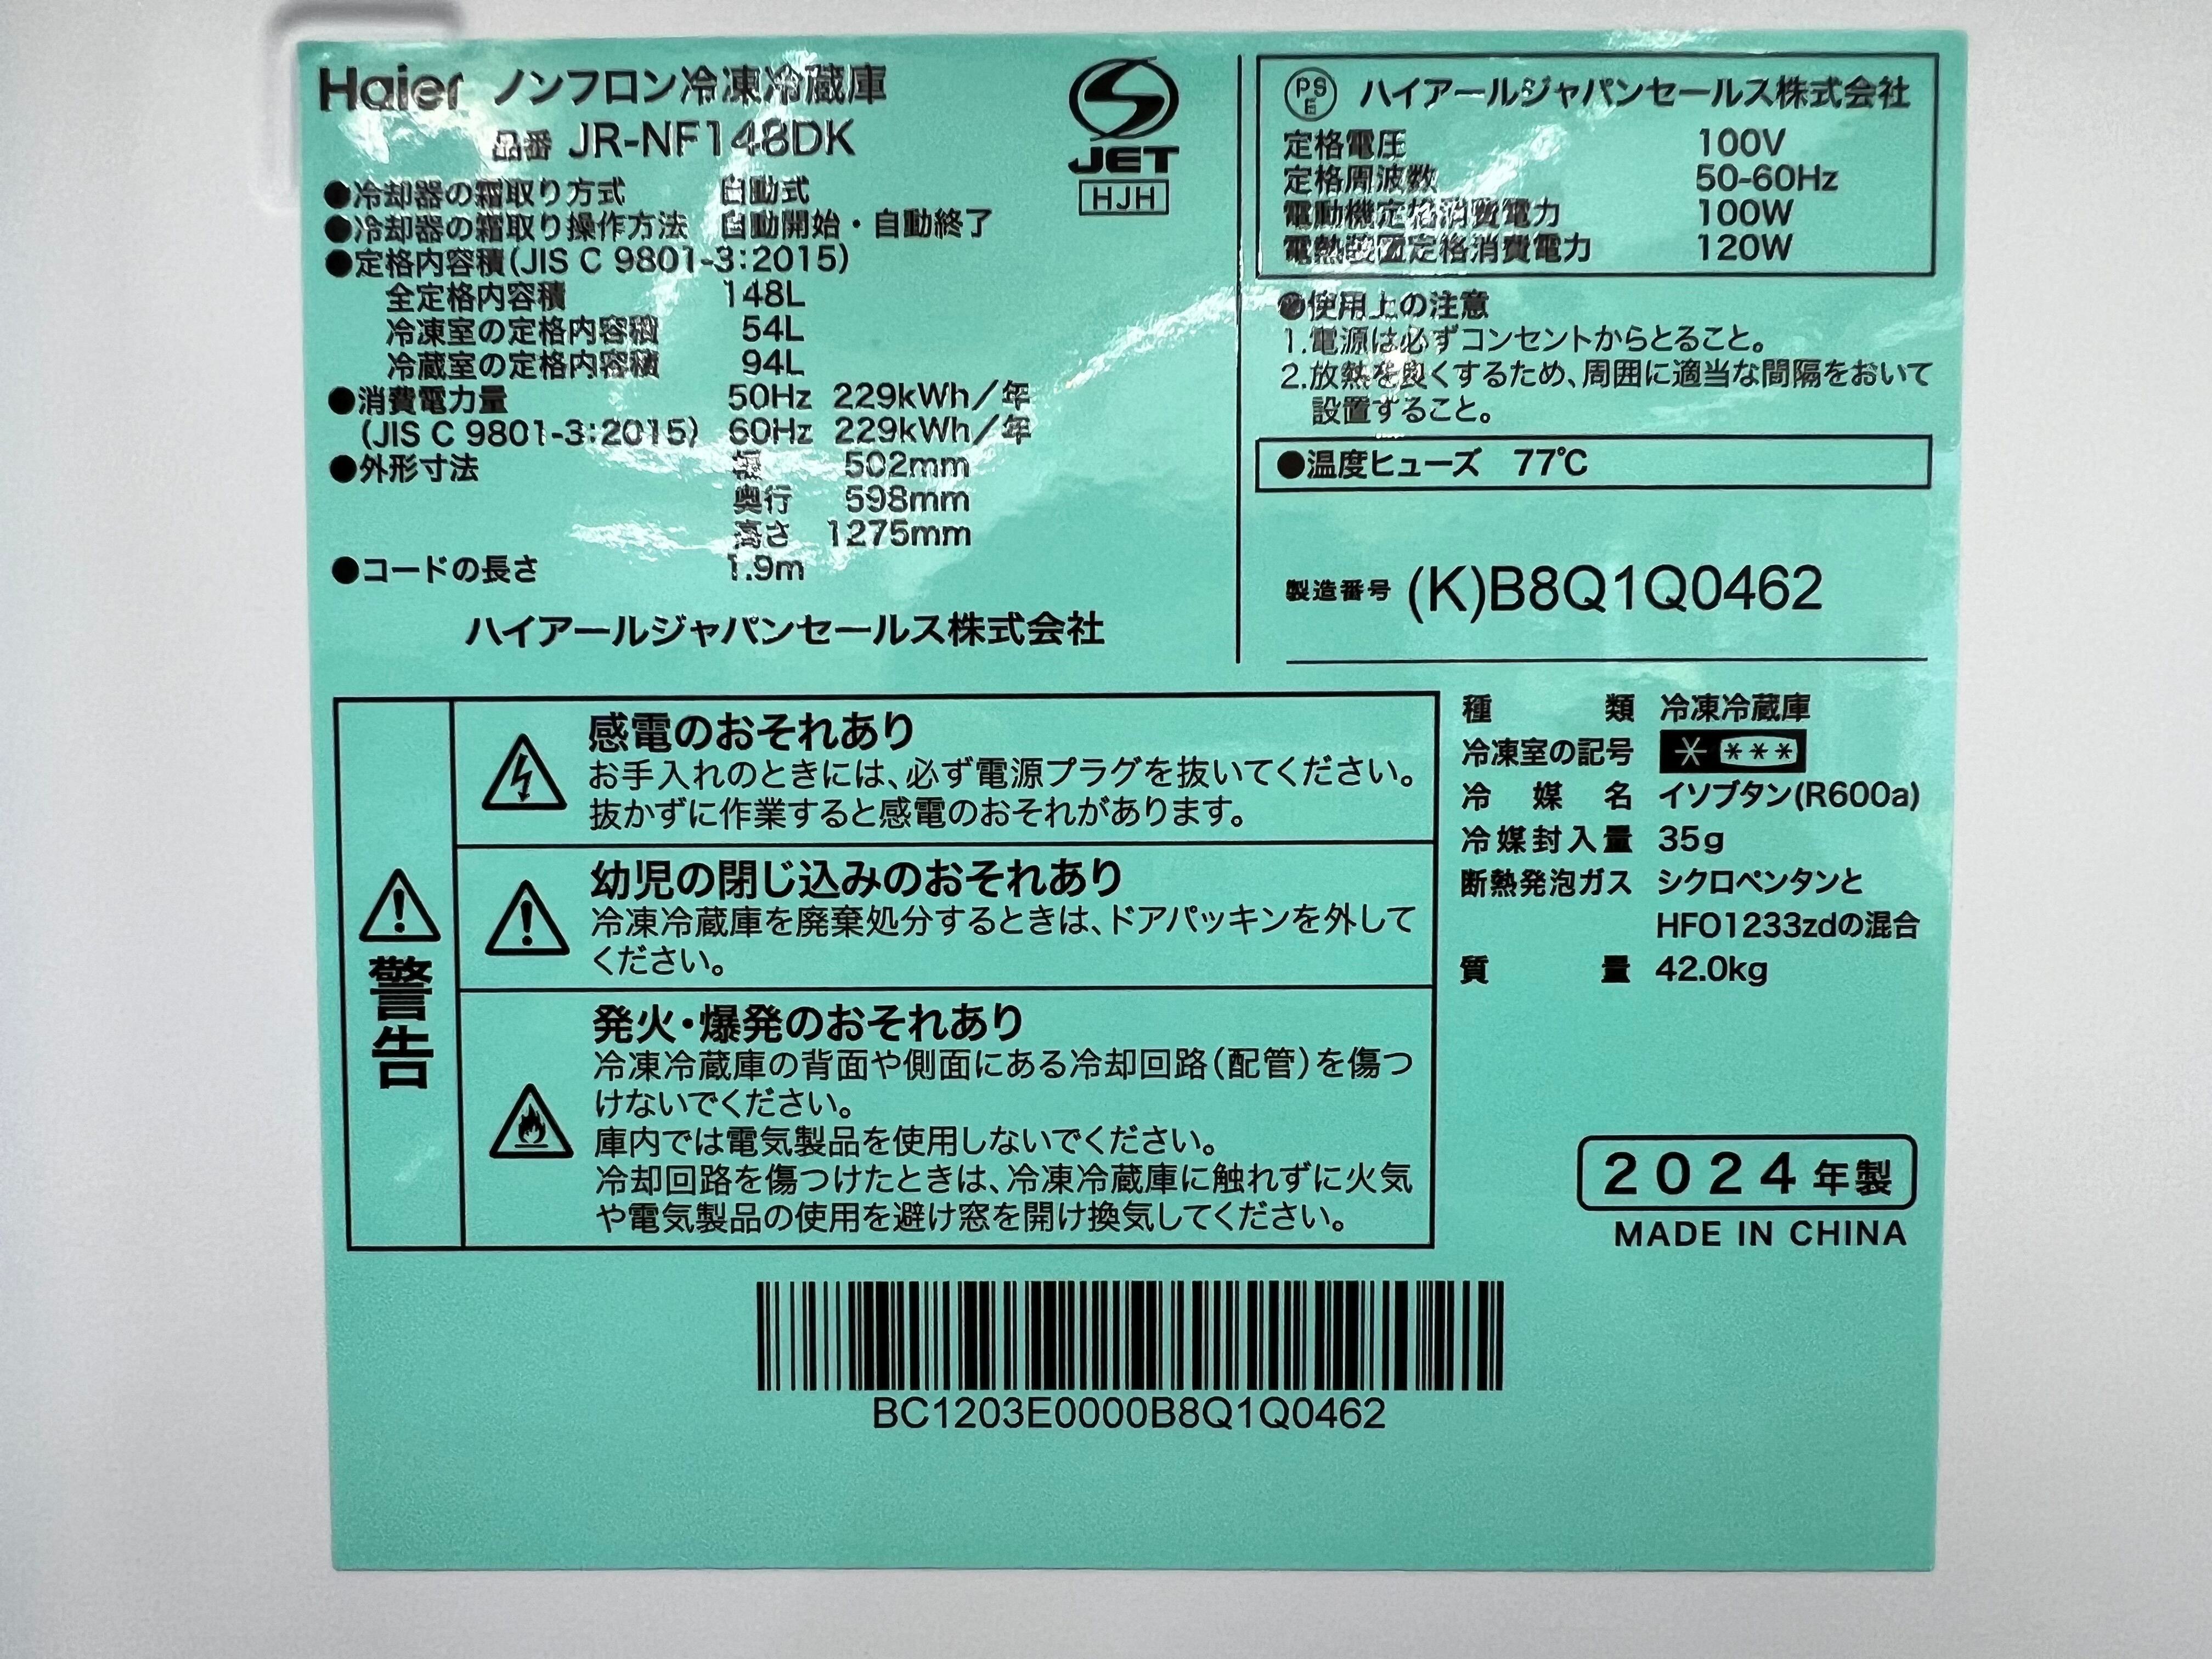 Haier ノンフロン冷凍冷蔵庫
品番 JR-NF148DK
●冷却器の霜取り方式 自動式
●冷却器の霜取り操作方法 自動開始・自動終了
●定格内容積(JIS C 9801-3:2015)
全定格内容積 148L
冷凍室の定格内容積 54L
冷蔵室の定格内容積 94L
●消費電力量 50Hz 229kWh/年
(JIS C 9801-3:2015) 60Hz 229kWh/年
●外形寸法 幅 502mm
奥行 598mm
高さ 1275mm
●コードの長さ 1.9m
ハイアールジャパンセールス株式会社
JET
HJH
PSE ハイアールジャパンセールス株式会社
定格電圧 100V
定格周波数 50-60Hz
電動機定格消費電力 100W
電熱装置定格消費電力 120W
●使用上の注意
1.電源は必ずコンセントからとること。
2.放熱を良くするため、周囲に適当な間隔をおいて
設置すること。
●温度ヒューズ 77℃
製造番号 (K)B8Q1Q0462
警告
感電のおそれあり
お手入れのときには、必ず電源プラグを抜いてください。
抜かずに作業すると感電のおそれがあります。
幼児の閉じ込みのおそれあり
冷凍冷蔵庫を廃棄処分するときは、ドアパッキンを外して
ください。
発火・爆発のおそれあり
冷凍冷蔵庫の背面や側面にある冷却回路(配管)を傷つ
けないでください。
庫内では電気製品を使用しないでください。
冷却回路を傷つけたときは、冷凍冷蔵庫に触れずに火気
や電気製品の使用を避け窓を開け換気してください。
種類 冷凍冷蔵庫
冷凍室の記号 * ***
冷媒名 イソブタン(R600a)
冷媒封入量 35g
断熱発泡ガス シクロペンタンと
HFO1233zdの混合
質量 42.0kg
2024年製
MADE IN CHINA
BC1203E0000B8Q1Q0462